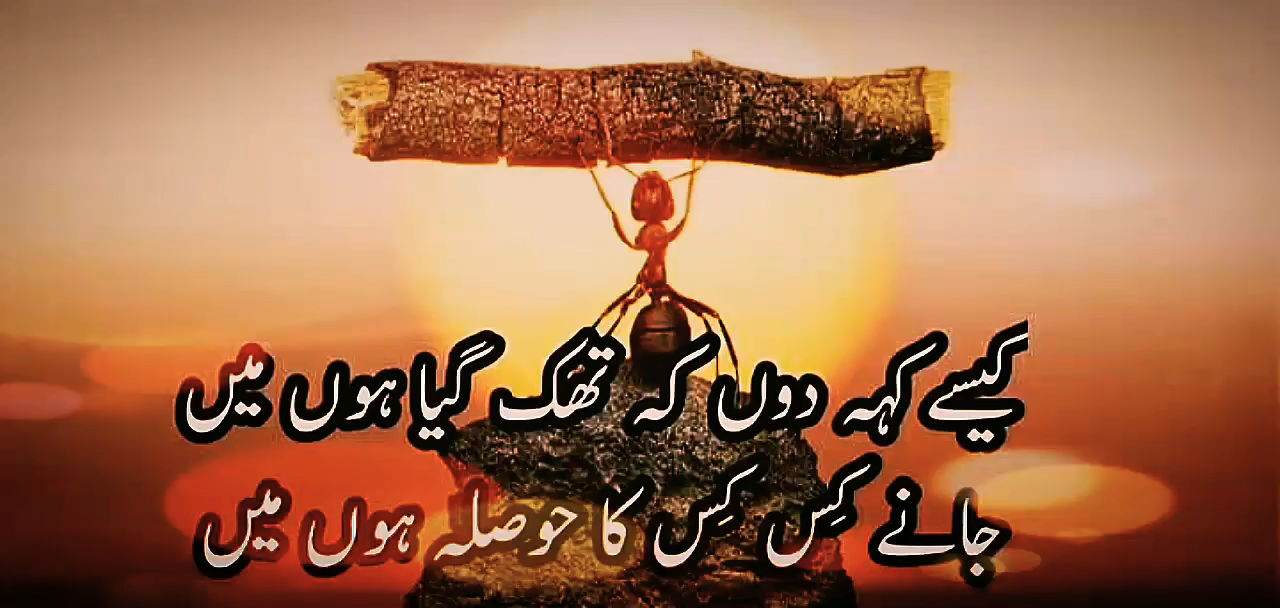 کیسے کہہ دوں کہ تھک گیا ہوں میں
جانے کِس کِس کا حوصلہ ہوں میں